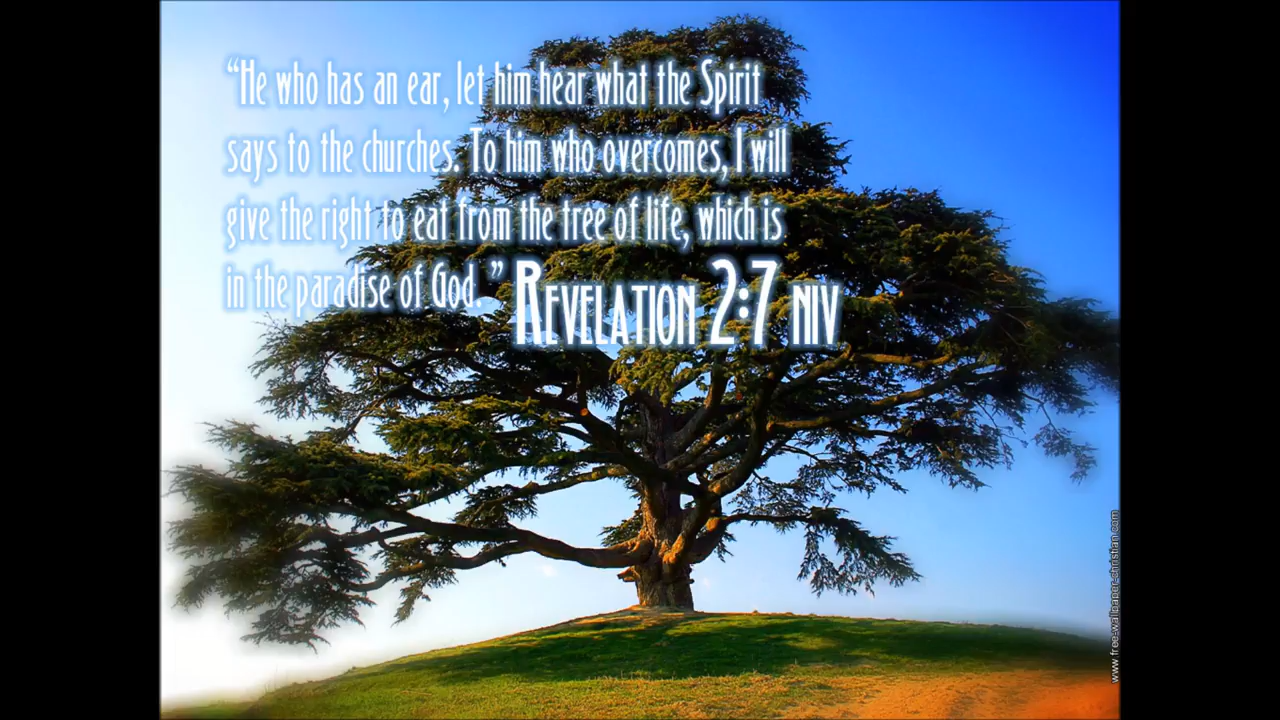 “He who has an ear, let him hear what the Spirit
says to the churches. To him who overcomes, I will
give the right to eat from the tree of life, which is
in the paradise of God.” REVELATION 2:7 NIV
www.free-wallpaper-christian.com